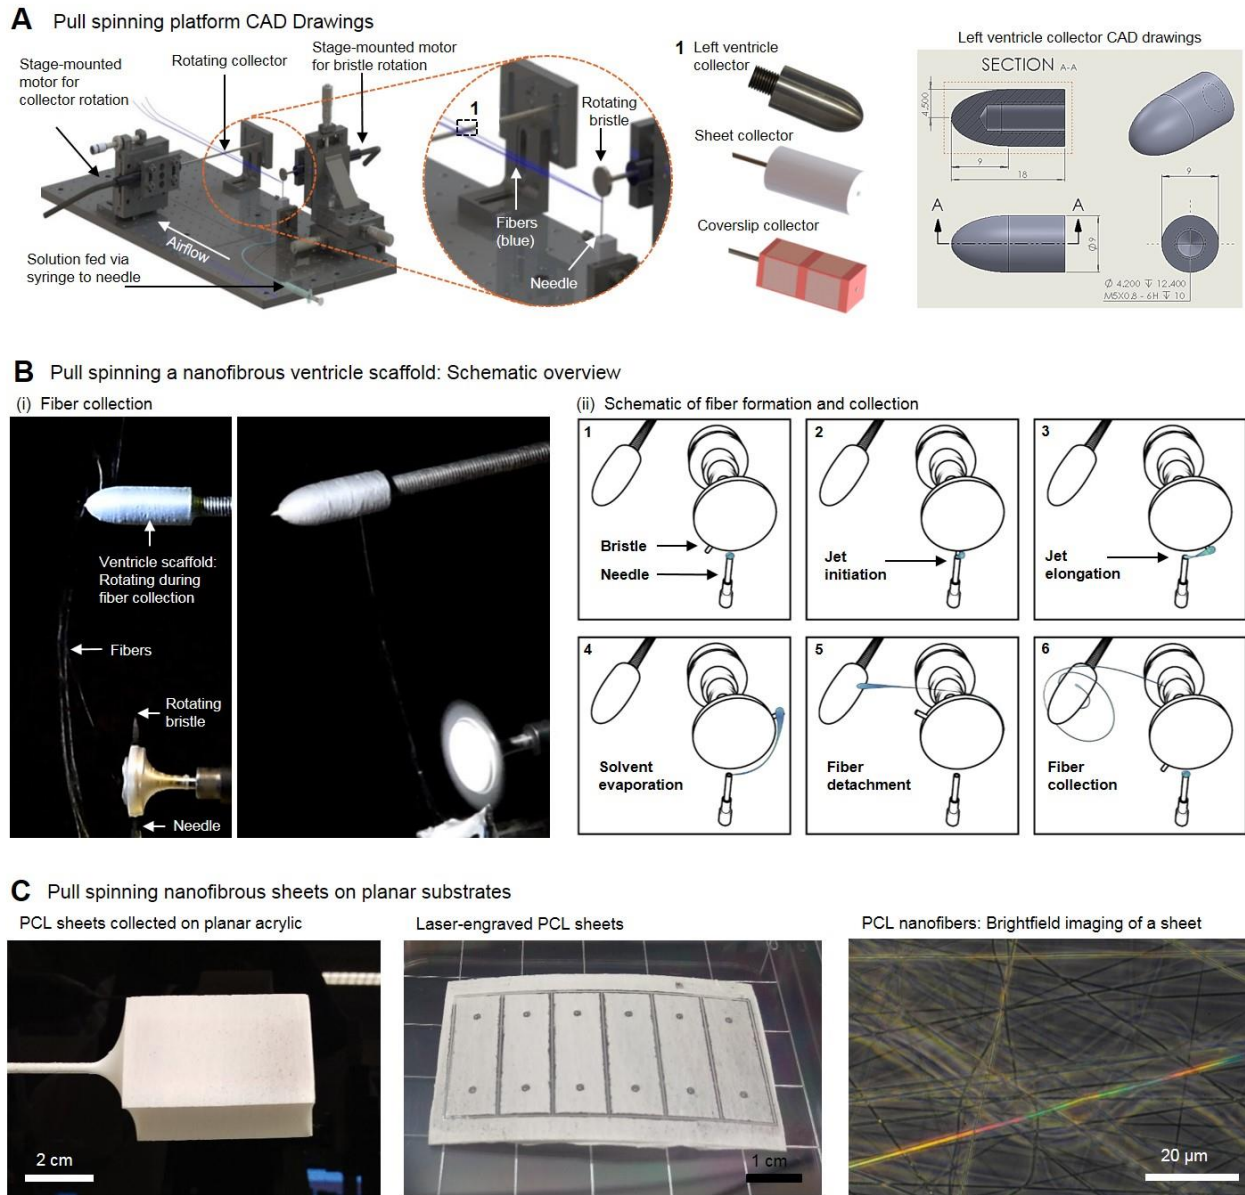 A Pull spinning platform CAD Drawings
Stage-mounted
motor for
collector rotation
Rotating collector
Stage-mounted motor
for bristle rotation
1
Rotating
bristle
Fibers
(blue)
Needle
Airflow
Solution fed via
syringe to needle
1 Left ventricle
collector
Sheet collector
Coverslip collector
Left ventricle collector CAD drawings
SECTION A-A
4.500
9
18
A
A
Ø 9
9
Ø 4.200 ↧ 12.400
M5X0.8 - 6H ↧ 10
B Pull spinning a nanofibrous ventricle scaffold: Schematic overview
(i) Fiber collection
Ventricle scaffold:
Rotating during
fiber collection
Fibers
Rotating
bristle
Needle
(ii) Schematic of fiber formation and collection
1
Bristle
Needle
2
Jet
initiation
3
Jet
elongation
4
Solvent
evaporation
5
Fiber
detachment
6
Fiber
collection
C Pull spinning nanofibrous sheets on planar substrates
PCL sheets collected on planar acrylic
2 cm
Laser-engraved PCL sheets
1 cm
PCL nanofibers: Brightfield imaging of a sheet
20 µm